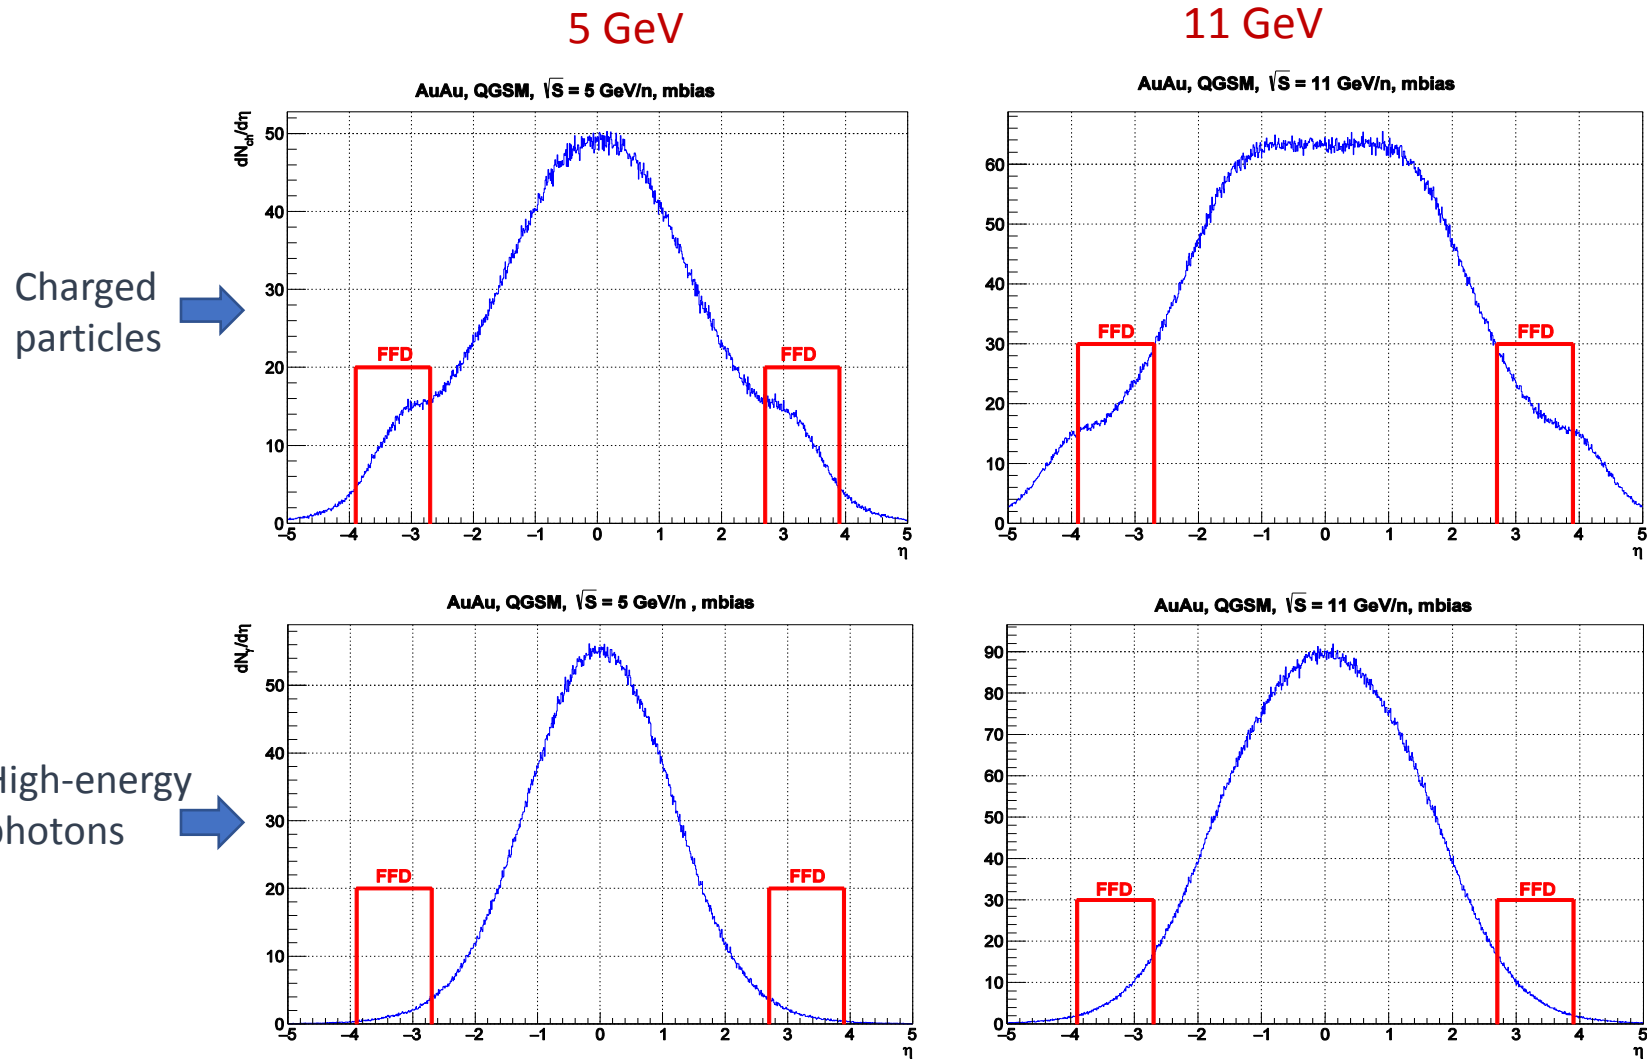 5 GeV
11 GeV
AuAu, QGSM, √S = 5 GeV/n, mbias
dN_ch/dη
50
40
30
20
10
0
FFD
FFD
−5 −4 −3 −2 −1 0 1 2 3 4 5
η
AuAu, QGSM, √S = 11 GeV/n, mbias
60
50
40
30
20
10
0
FFD
FFD
−5 −4 −3 −2 −1 0 1 2 3 4 5
η
Charged
particles
AuAu, QGSM, √S = 5 GeV/n , mbias
dN_γ/dη
50
40
30
20
10
0
FFD
FFD
−5 −4 −3 −2 −1 0 1 2 3 4 5
η
AuAu, QGSM, √S = 11 GeV/n, mbias
90
80
70
60
50
40
30
20
10
0
FFD
FFD
−5 −4 −3 −2 −1 0 1 2 3 4 5
η
High-energy
photons